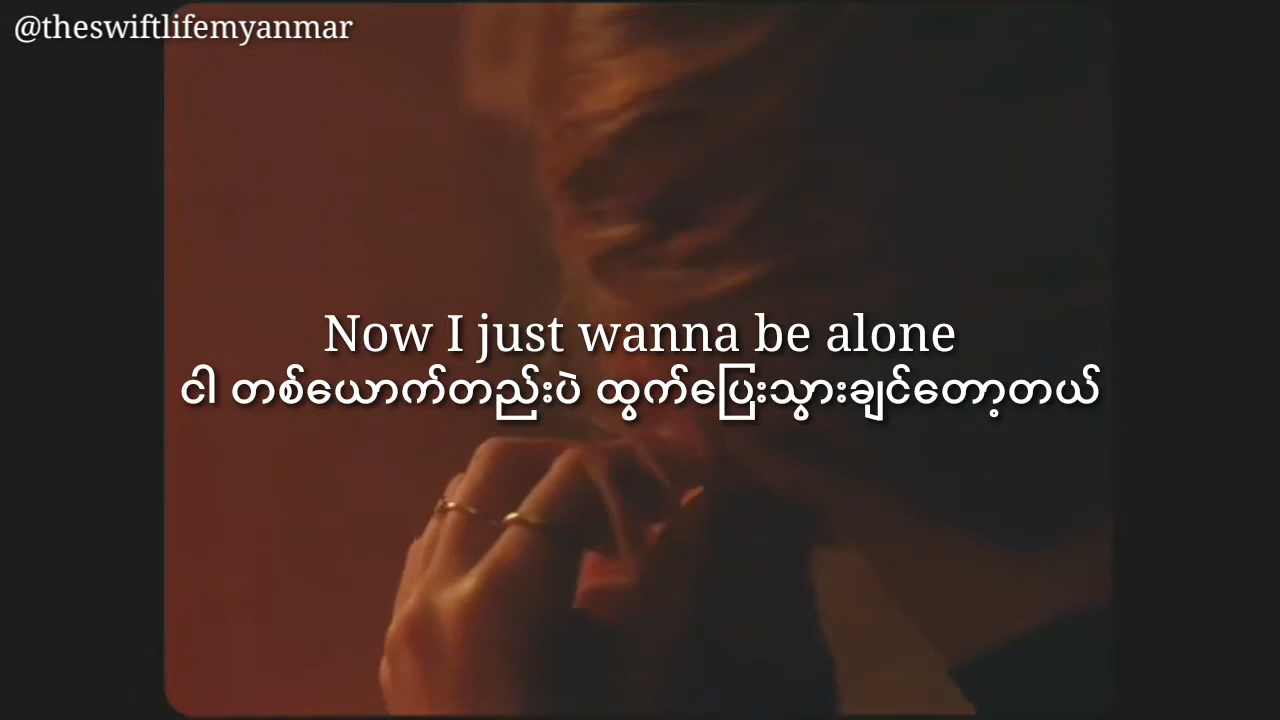 @theswiftlifemyanmar
Now I just wanna be alone
ငါ တစ်ယောက်တည်းပဲ ထွက်ပြေးသွားချင်တော့တယ်